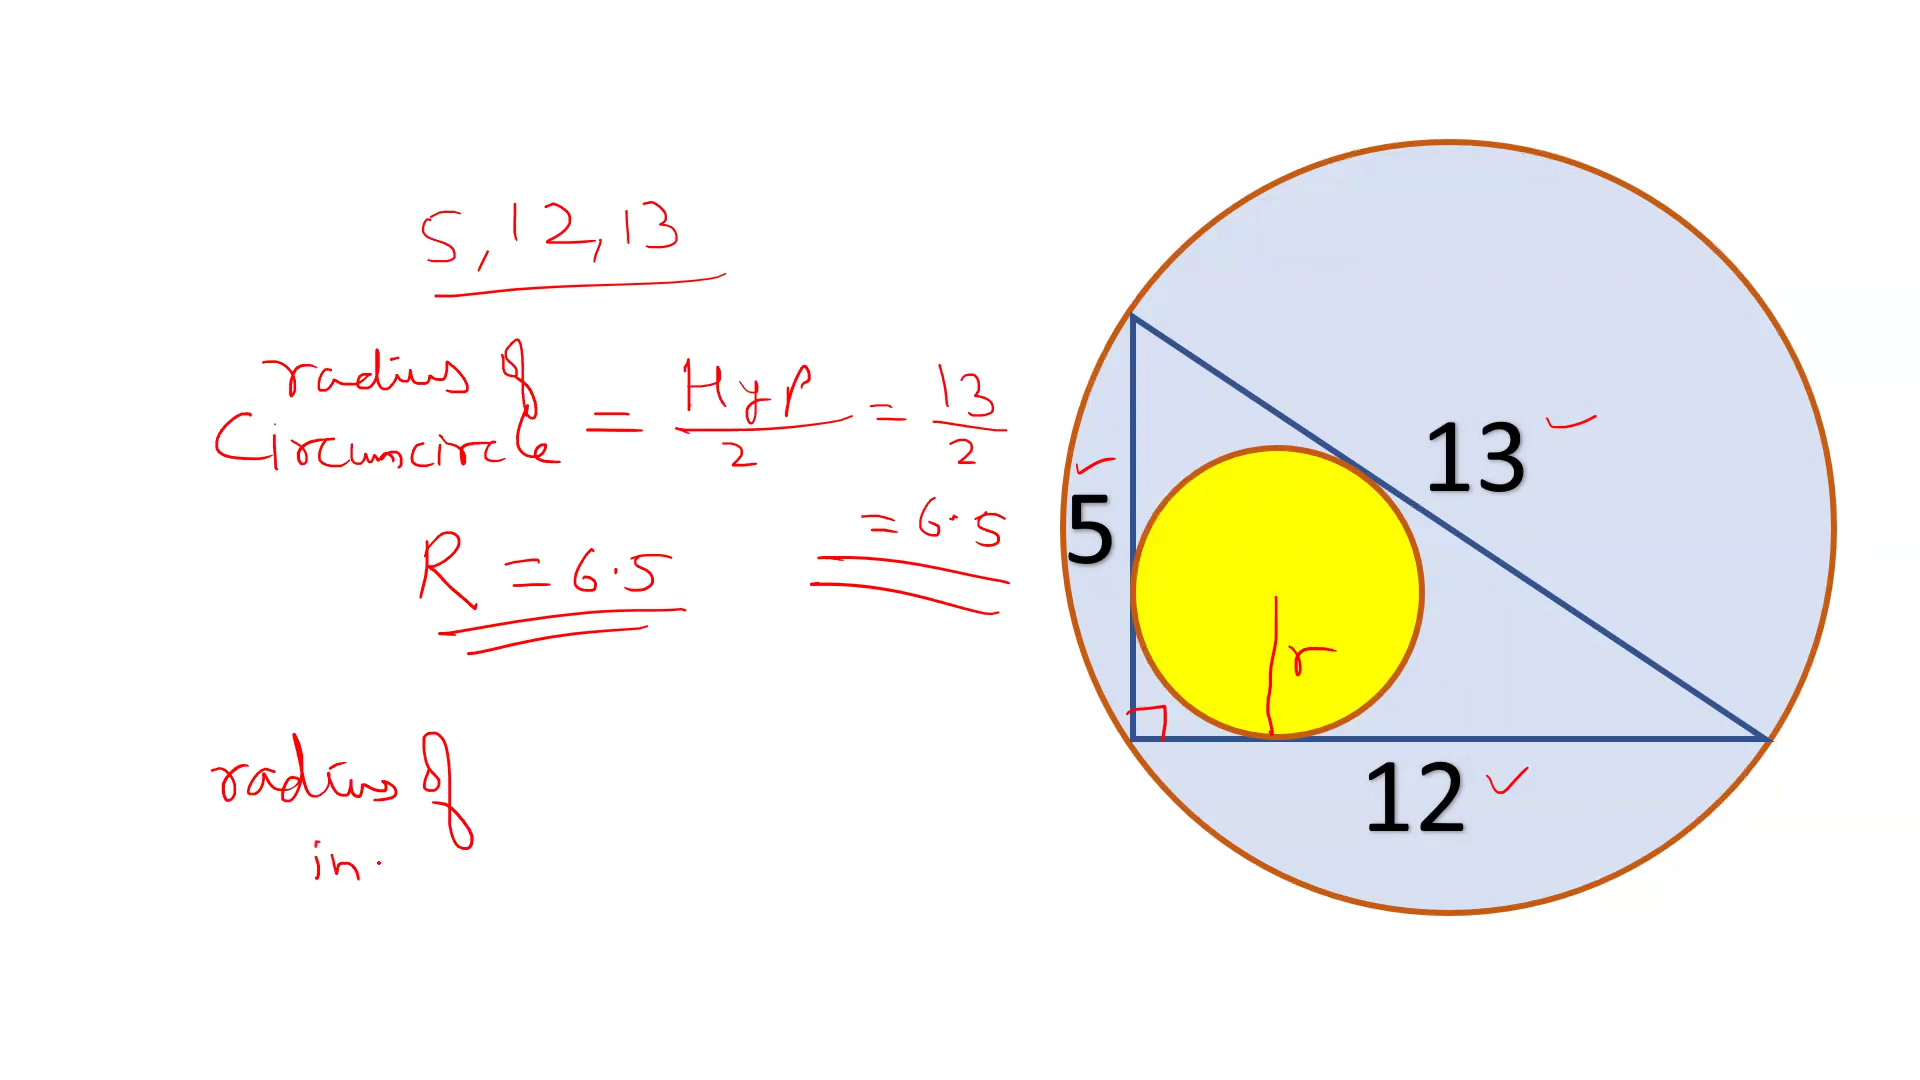 5, 12, 13
radius of
Circumcircle = Hyp/2 = 13/2
= 6.5
R = 6.5
radius of
in.
13
5
r
12